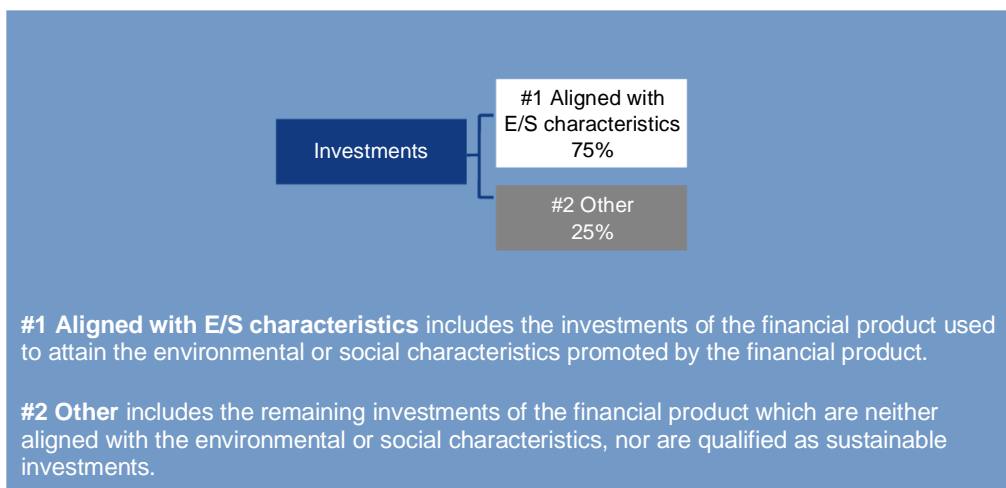 Investments
#1 Aligned with
E/S characteristics
75%
#2 Other
25%
#1 Aligned with E/S characteristics includes the investments of the financial product used
to attain the environmental or social characteristics promoted by the financial product.
#2 Other includes the remaining investments of the financial product which are neither
aligned with the environmental or social characteristics, nor are qualified as sustainable
investments.